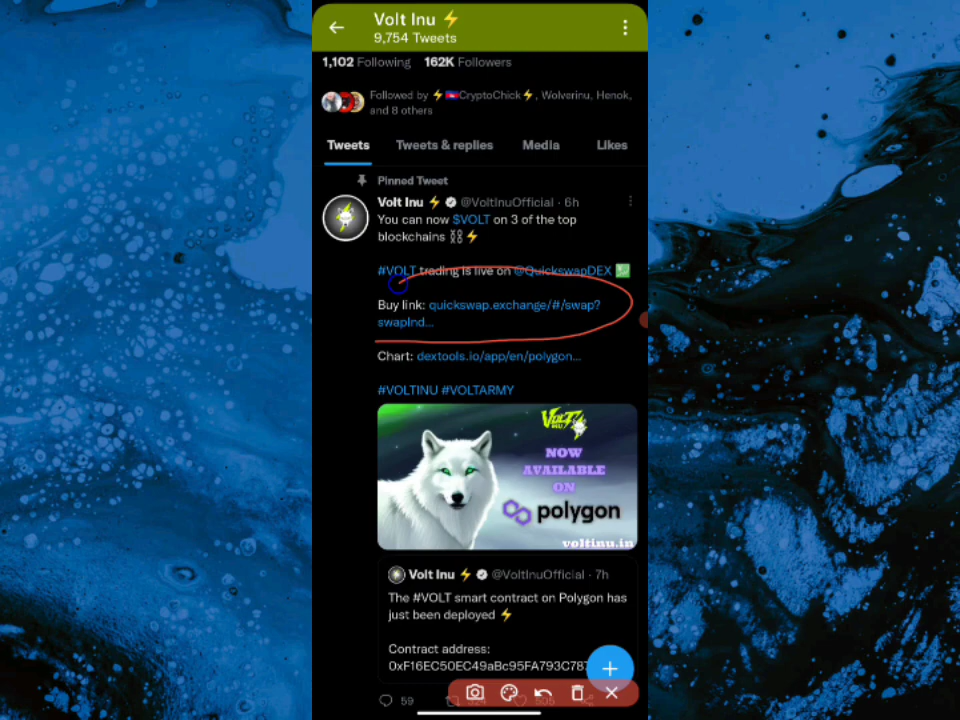 Volt Inu ⚡
9,754 Tweets
1,102 Following 162K Followers
Followed by ⚡🇰🇭CryptoChick⚡, Wolverinu, Henok,
and 8 others
Tweets Tweets & replies Media Likes
Pinned Tweet
Volt Inu ⚡ @VoltInuOfficial · 6h
You can now $VOLT on 3 of the top
blockchains ⛓⚡
#VOLT trading is live on @QuickswapDEX 💹
Buy link: quickswap.exchange/#/swap?
swapInd...
Chart: dextools.io/app/en/polygon...
#VOLTINU #VOLTARMY
VOLT
INU
NOW
AVAILABLE
ON
polygon
voltinu.in
Volt Inu ⚡ @VoltInuOfficial · 7h
The #VOLT smart contract on Polygon has
just been deployed ⚡
Contract address:
0xF16EC50EC49aBc95FA793C787
59
505